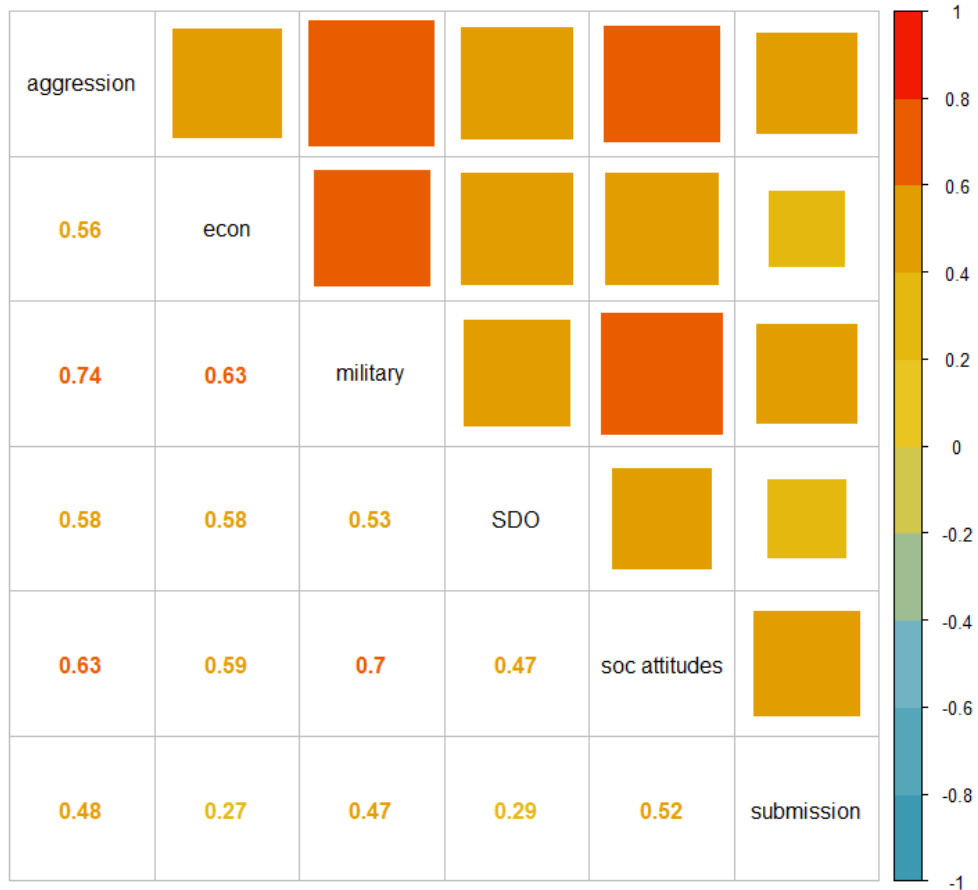 aggression
0.56 econ
0.74 0.63 military
0.58 0.58 0.53 SDO
0.63 0.59 0.7 0.47 soc attitudes
0.48 0.27 0.47 0.29 0.52 submission
1
0.8
0.6
0.4
0.2
0
-0.2
-0.4
-0.6
-0.8
-1